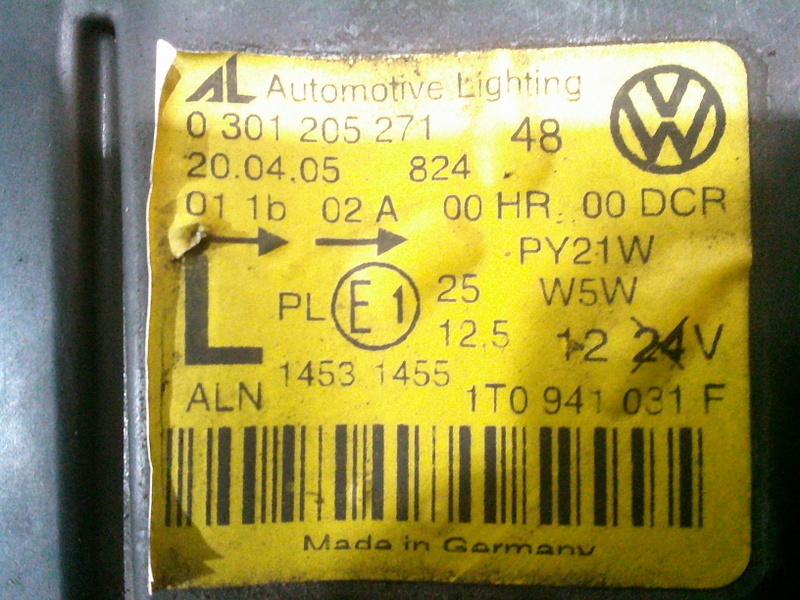 AL Automotive Lighting
0 301 205 271 48
20.04.05 824
01 1b 02 A 00 HR 00 DCR
PY21W
L PL E1 25 W5W
12.5 12 24 V
1453 1455
ALN 1T0 941 031 F
Made in Germany